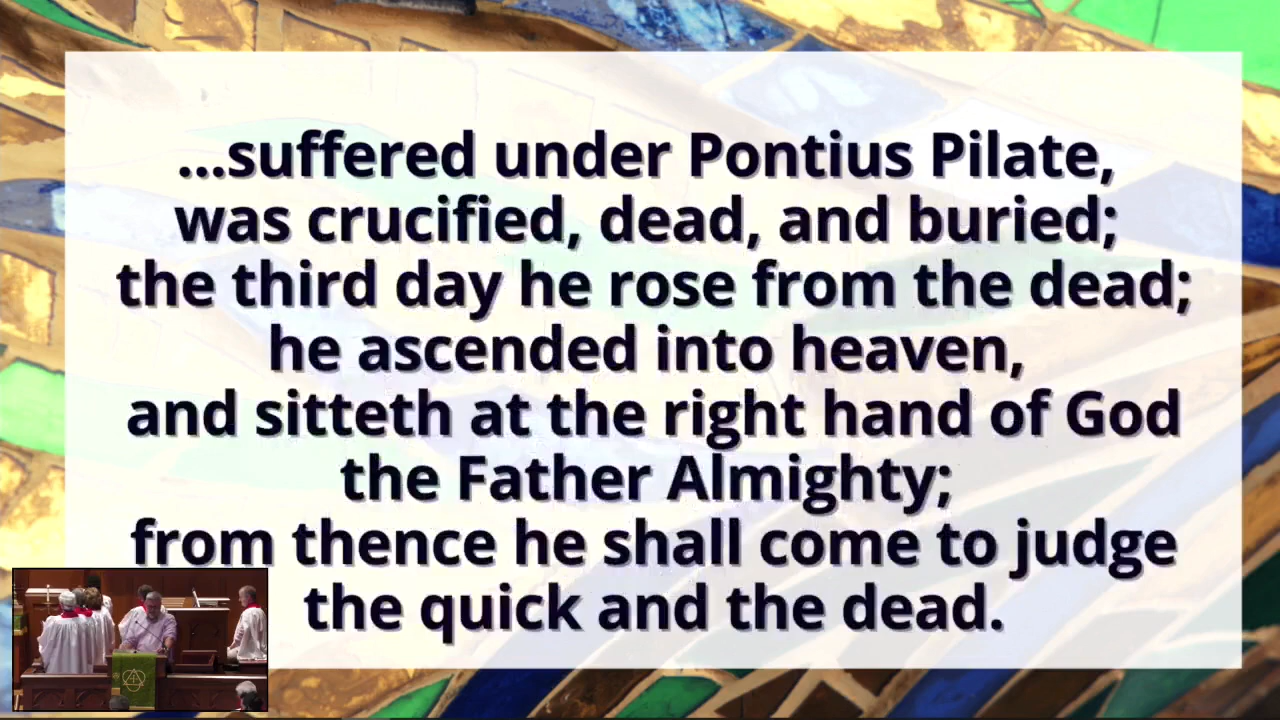 ...suffered under Pontius Pilate,
was crucified, dead, and buried;
the third day he rose from the dead;
he ascended into heaven,
and sitteth at the right hand of God
the Father Almighty;
from thence he shall come to judge
the quick and the dead.